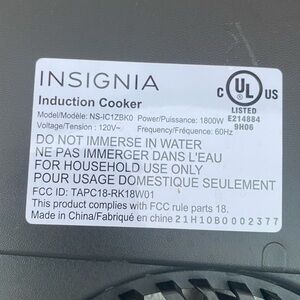 INSIGNIA
Induction Cooker
Model/Modèle: NS-IC1ZBK0 Power/Puissance: 1800W
Voltage/Tension : 120V~ Frequency/Fréquence: 60Hz
C UL US
LISTED
E214884
9H06
DO NOT IMMERSE IN WATER
NE PAS IMMERGER DANS L'EAU
FOR HOUSEHOLD USE ONLY
POUR USAGE DOMESTIQUE SEULEMENT
FCC ID: TAPC18-RK18W01
This product complies with FCC rule parts 18.
Made in China/Fabriqué en chine 21H10B0002377